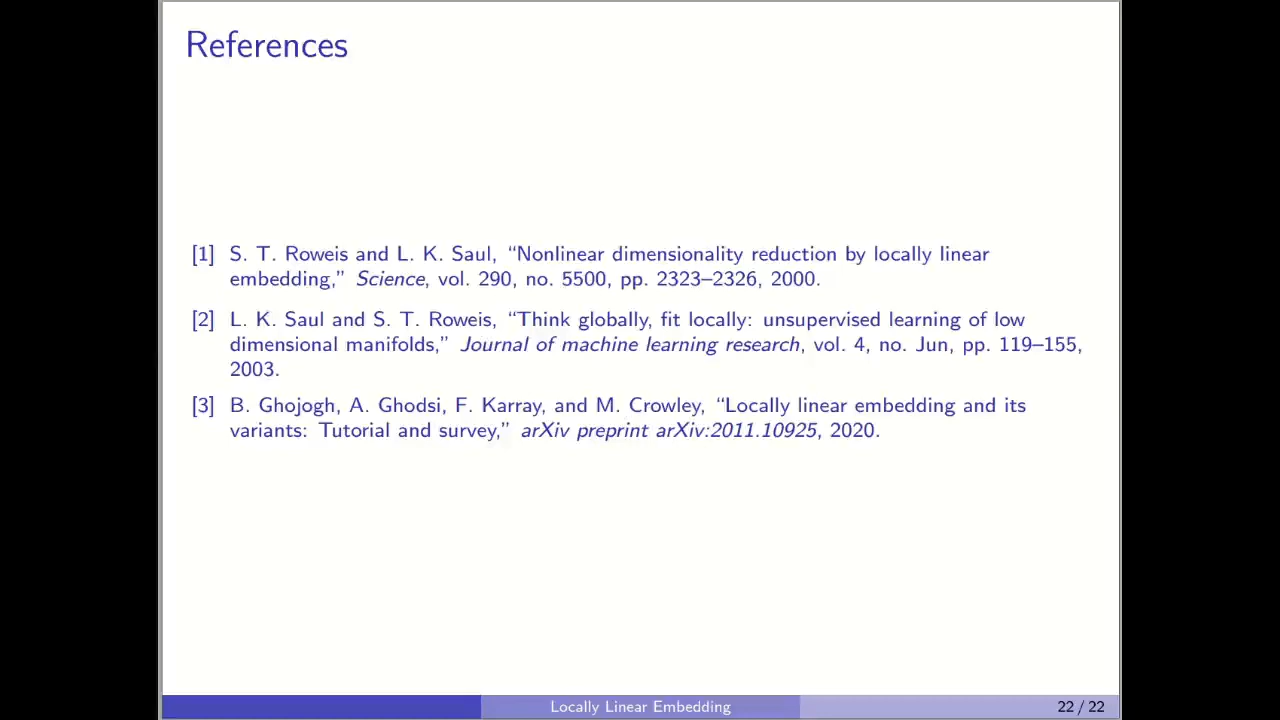 References
[1] S. T. Roweis and L. K. Saul, “Nonlinear dimensionality reduction by locally linear
embedding,” Science, vol. 290, no. 5500, pp. 2323–2326, 2000.
[2] L. K. Saul and S. T. Roweis, “Think globally, fit locally: unsupervised learning of low
dimensional manifolds,” Journal of machine learning research, vol. 4, no. Jun, pp. 119–155,
2003.
[3] B. Ghojogh, A. Ghodsi, F. Karray, and M. Crowley, “Locally linear embedding and its
variants: Tutorial and survey,” arXiv preprint arXiv:2011.10925, 2020.
Locally Linear Embedding
22 / 22